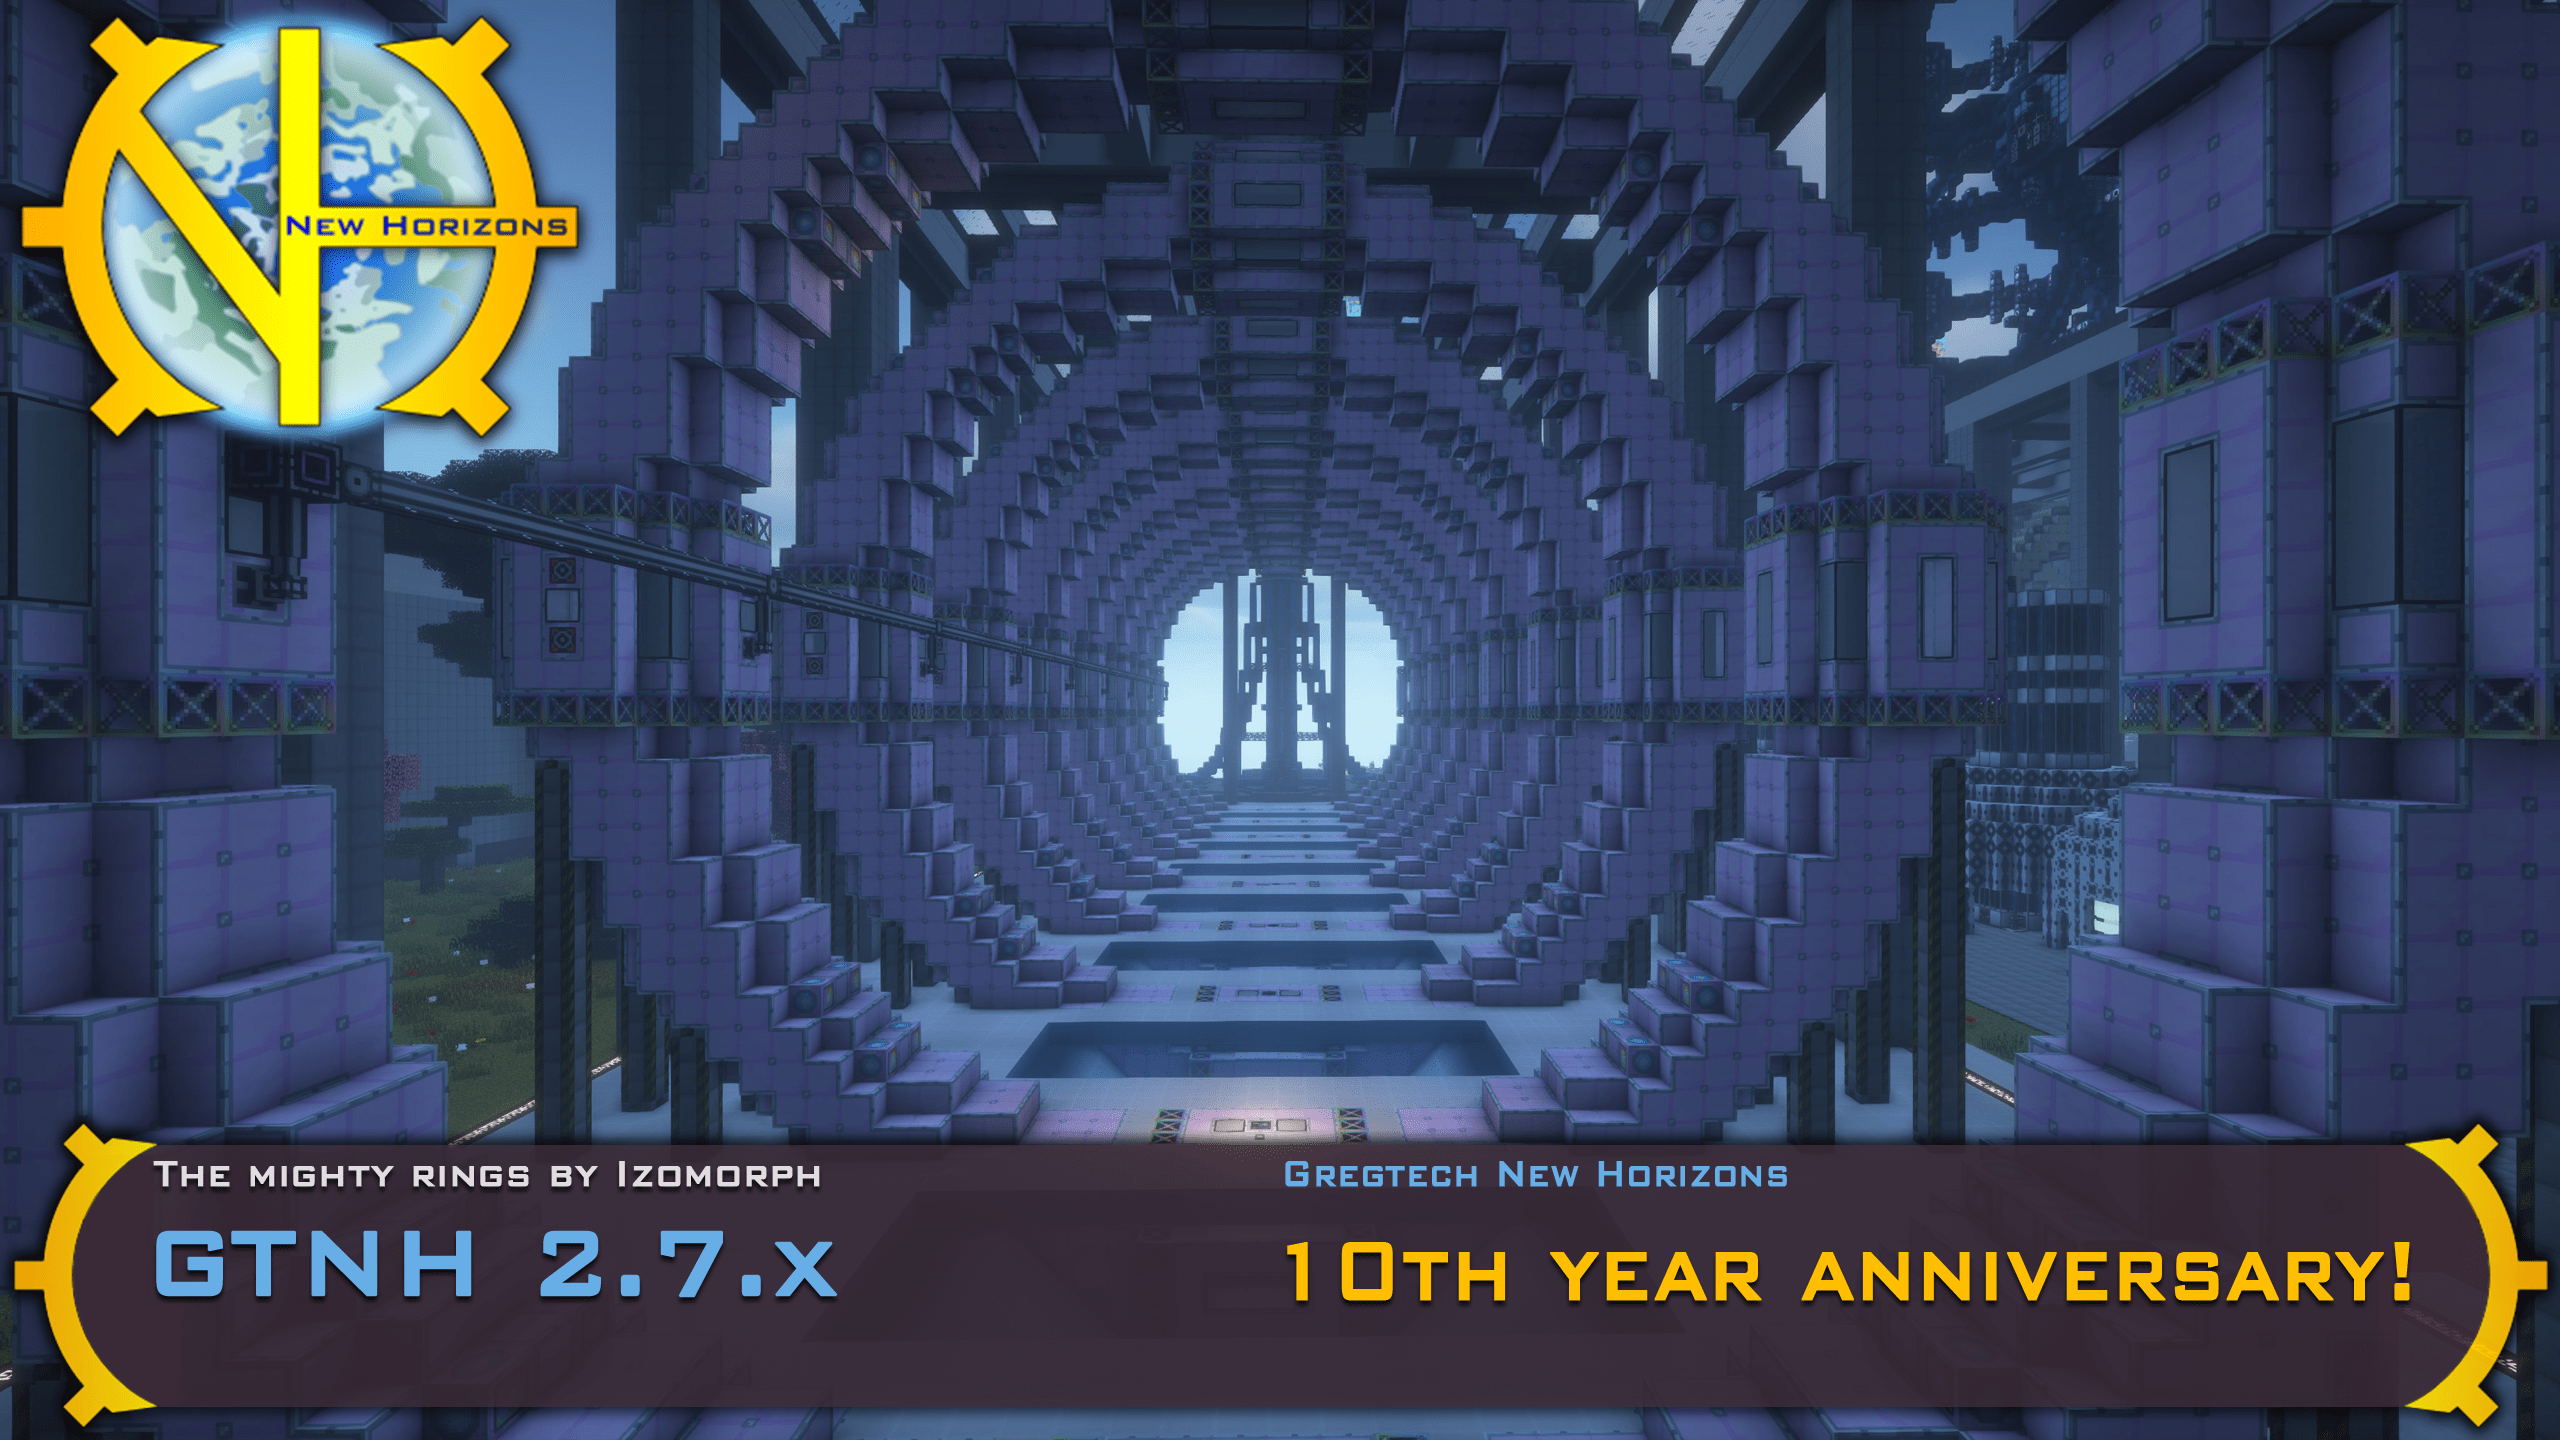 New Horizons
The mighty rings by Izomorph
GTNH 2.7.x
Gregtech New Horizons
10th year anniversary!